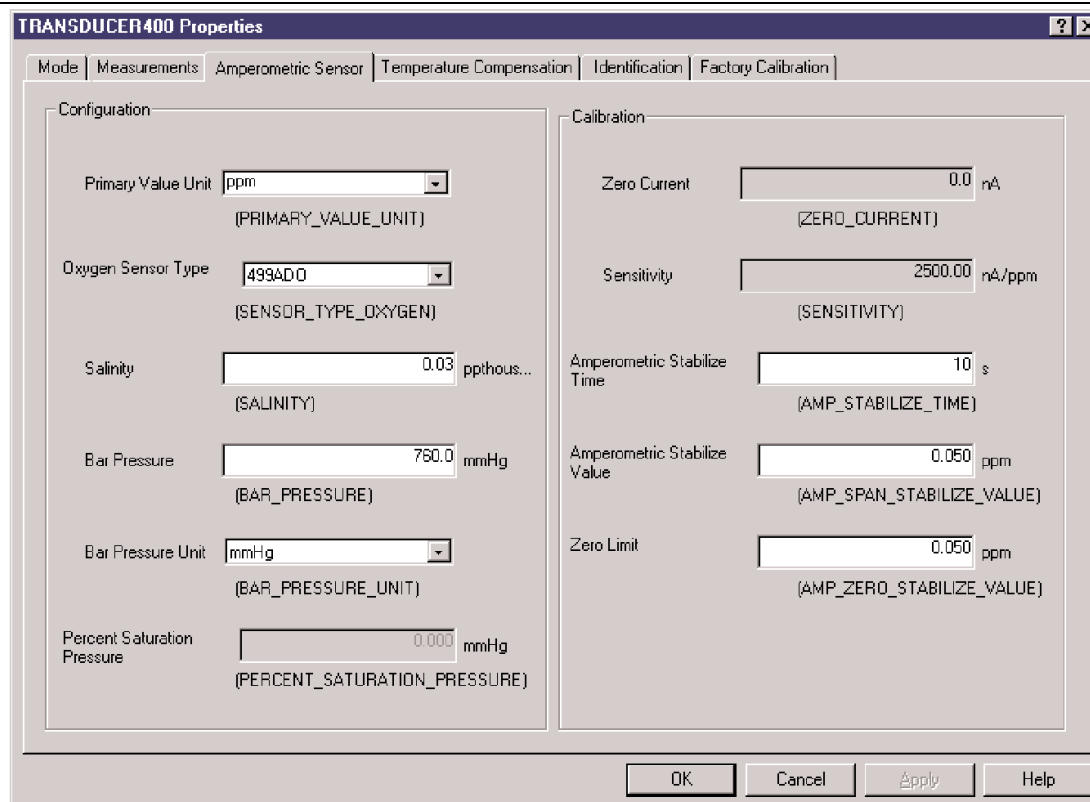 TRANSDUCER400 Properties
Mode Measurements Amperometric Sensor Temperature Compensation Identification Factory Calibration
Configuration
Primary Value Unit ppm
(PRIMARY_VALUE_UNIT)
Oxygen Sensor Type 499ADO
(SENSOR_TYPE_OXYGEN)
Salinity 0.03 ppthous...
(SALINITY)
Bar Pressure 760.0 mmHg
(BAR_PRESSURE)
Bar Pressure Unit mmHg
(BAR_PRESSURE_UNIT)
Percent Saturation
Pressure 0.000 mmHg
(PERCENT_SATURATION_PRESSURE)
Calibration
Zero Current 0.0 nA
(ZERO_CURRENT)
Sensitivity 2500.00 nA/ppm
(SENSITIVITY)
Amperometric Stabilize
Time 10 s
(AMP_STABILIZE_TIME)
Amperometric Stabilize
Value 0.050 ppm
(AMP_SPAN_STABILIZE_VALUE)
Zero Limit 0.050 ppm
(AMP_ZERO_STABILIZE_VALUE)
OK Cancel Apply Help